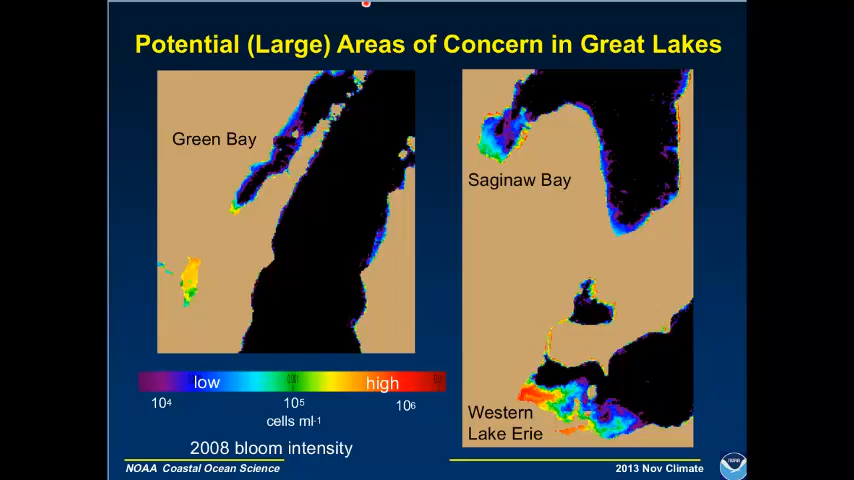 Potential (Large) Areas of Concern in Great Lakes
Green Bay
Saginaw Bay
low
high
10⁴
10⁵
10⁶
cells ml⁻¹
Western
Lake Erie
2008 bloom intensity
NOAA Coastal Ocean Science
2013 Nov Climate
NOAA